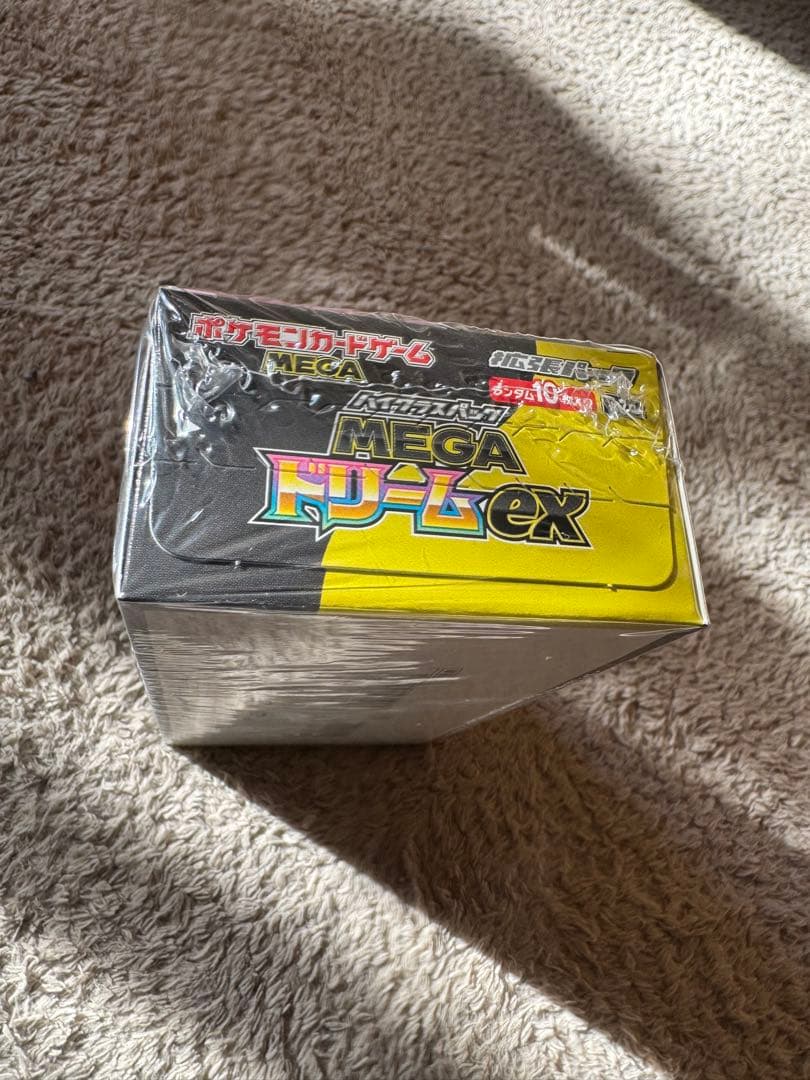 ポケモンカードゲーム
MEGA
拡張パック
ランダム10枚入り
ハイクラスパック
MEGA
ドリームex